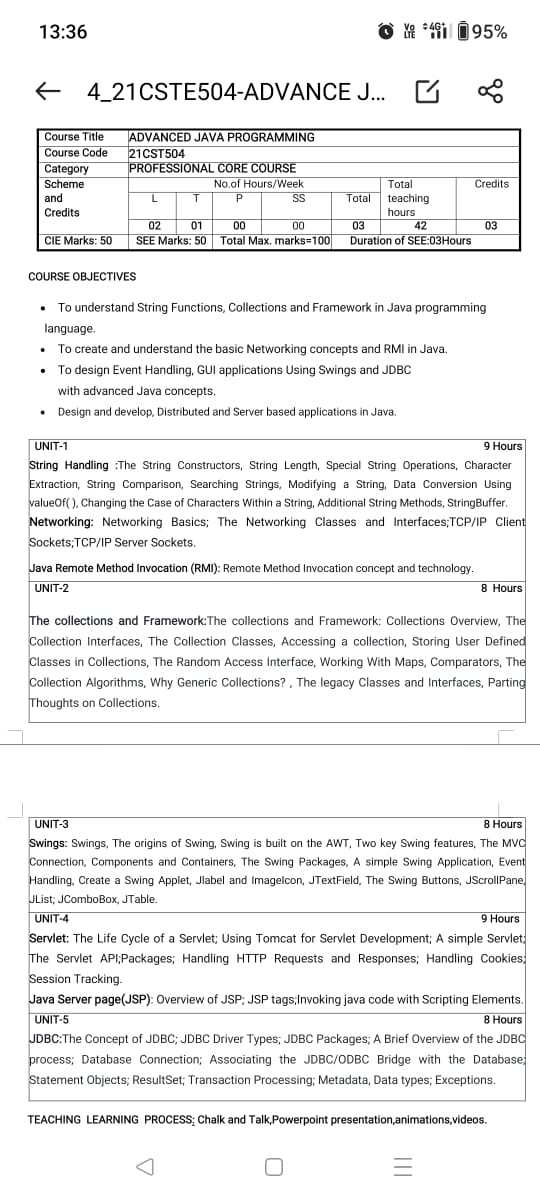 13:36
Vo LTE 4G 95%
4_21CSTE504-ADVANCE J...
Course Title ADVANCED JAVA PROGRAMMING
Course Code 21CST504
Category PROFESSIONAL CORE COURSE
Scheme No.of Hours/Week Total Credits
and L T P SS Total teaching
Credits hours
02 01 00 00 03 42 03
CIE Marks: 50 SEE Marks: 50 Total Max. marks=100 Duration of SEE:03Hours
COURSE OBJECTIVES
• To understand String Functions, Collections and Framework in Java programming
language.
• To create and understand the basic Networking concepts and RMI in Java.
• To design Event Handling, GUI applications Using Swings and JDBC
with advanced Java concepts.
• Design and develop, Distributed and Server based applications in Java.
UNIT-1 9 Hours
String Handling :The String Constructors, String Length, Special String Operations, Character
Extraction, String Comparison, Searching Strings, Modifying a String, Data Conversion Using
valueOf( ), Changing the Case of Characters Within a String, Additional String Methods, StringBuffer.
Networking: Networking Basics; The Networking Classes and Interfaces;TCP/IP Client
Sockets;TCP/IP Server Sockets.
Java Remote Method Invocation (RMI): Remote Method Invocation concept and technology.
UNIT-2 8 Hours
The collections and Framework:The collections and Framework: Collections Overview, The
Collection Interfaces, The Collection Classes, Accessing a collection, Storing User Defined
Classes in Collections, The Random Access Interface, Working With Maps, Comparators, The
Collection Algorithms, Why Generic Collections? , The legacy Classes and Interfaces, Parting
Thoughts on Collections.
UNIT-3 8 Hours
Swings: Swings, The origins of Swing, Swing is built on the AWT, Two key Swing features, The MVC
Connection, Components and Containers, The Swing Packages, A simple Swing Application, Event
Handling, Create a Swing Applet, Jlabel and ImageIcon, JTextField, The Swing Buttons, JScrollPane,
JList; JComboBox, JTable.
UNIT-4 9 Hours
Servlet: The Life Cycle of a Servlet; Using Tomcat for Servlet Development; A simple Servlet;
The Servlet API;Packages; Handling HTTP Requests and Responses; Handling Cookies;
Session Tracking.
Java Server page(JSP): Overview of JSP; JSP tags;Invoking java code with Scripting Elements.
UNIT-5 8 Hours
JDBC:The Concept of JDBC; JDBC Driver Types; JDBC Packages; A Brief Overview of the JDBC
process; Database Connection; Associating the JDBC/ODBC Bridge with the Database;
Statement Objects; ResultSet; Transaction Processing; Metadata, Data types; Exceptions.
TEACHING LEARNING PROCESS: Chalk and Talk,Powerpoint presentation,animations,videos.